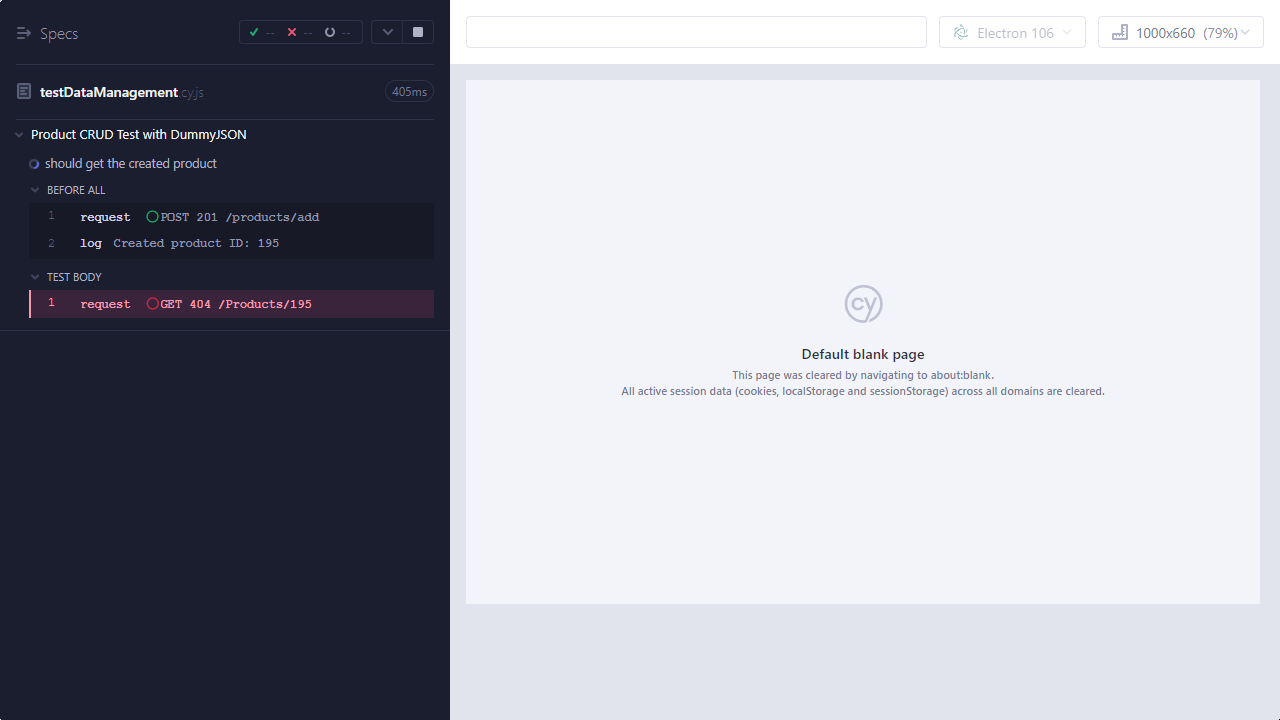 Specs
-- -- --
testDataManagement.cy.js
405ms
Product CRUD Test with DummyJSON
should get the created product
BEFORE ALL
1 request POST 201 /products/add
2 log Created product ID: 195
TEST BODY
1 request GET 404 /Products/195
Electron 106
1000x660 (79%)
cy
Default blank page
This page was cleared by navigating to about:blank.
All active session data (cookies, localStorage and sessionStorage) across all domains are cleared.